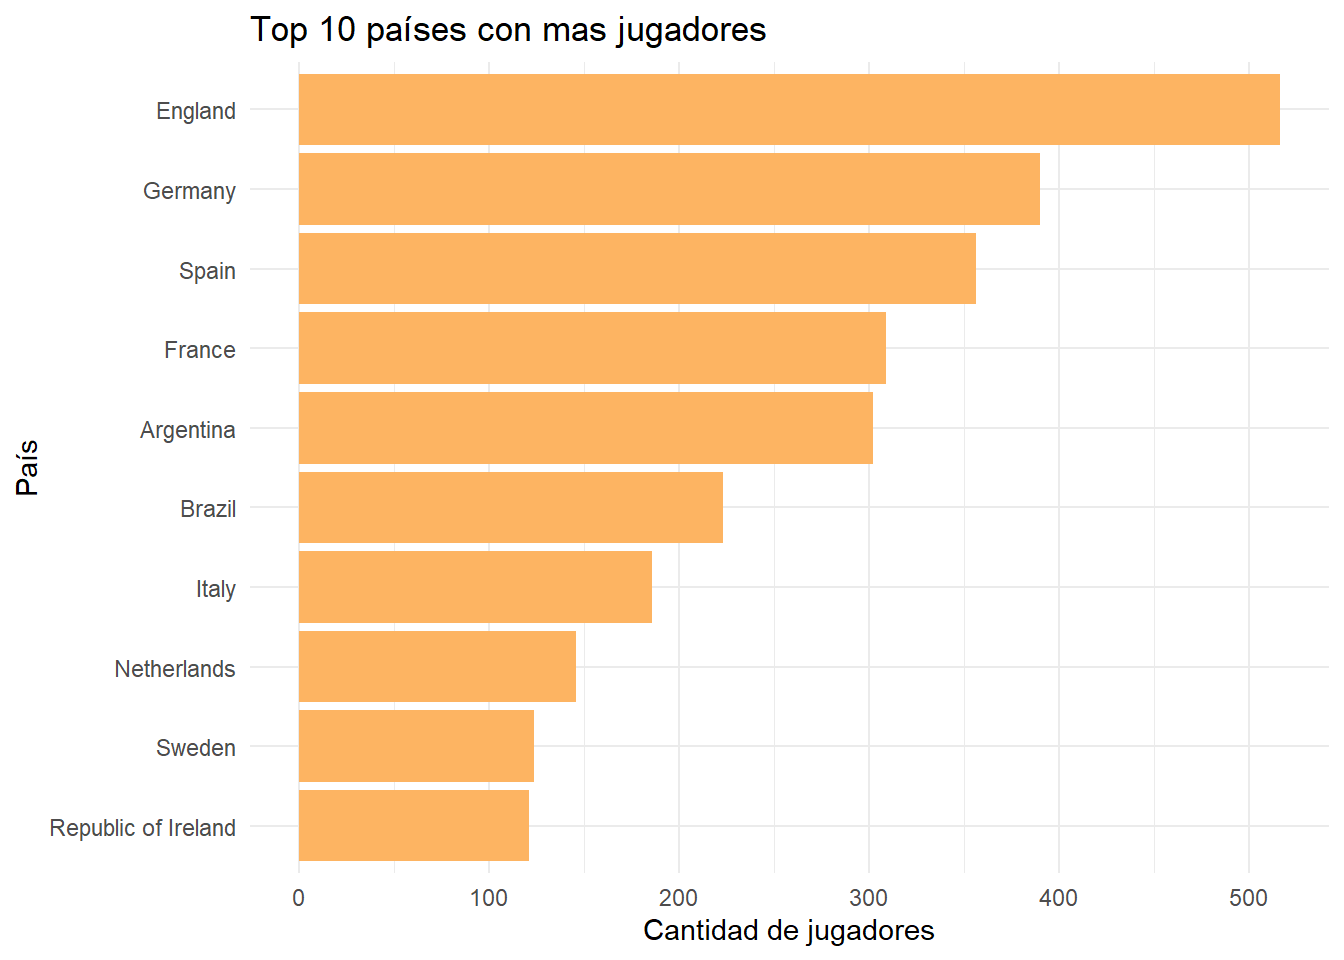 Top 10 países con mas jugadores
País
England
Germany
Spain
France
Argentina
Brazil
Italy
Netherlands
Sweden
Republic of Ireland
0 100 200 300 400 500
Cantidad de jugadores